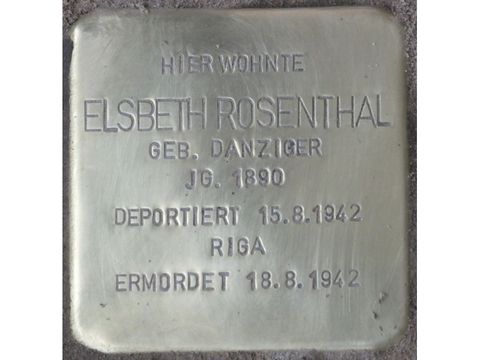 HIER WOHNTE
ELSBETH ROSENTHAL
GEB. DANZIGER
JG. 1890
DEPORTIERT 15.8.1942
RIGA
ERMORDET 18.8.1942